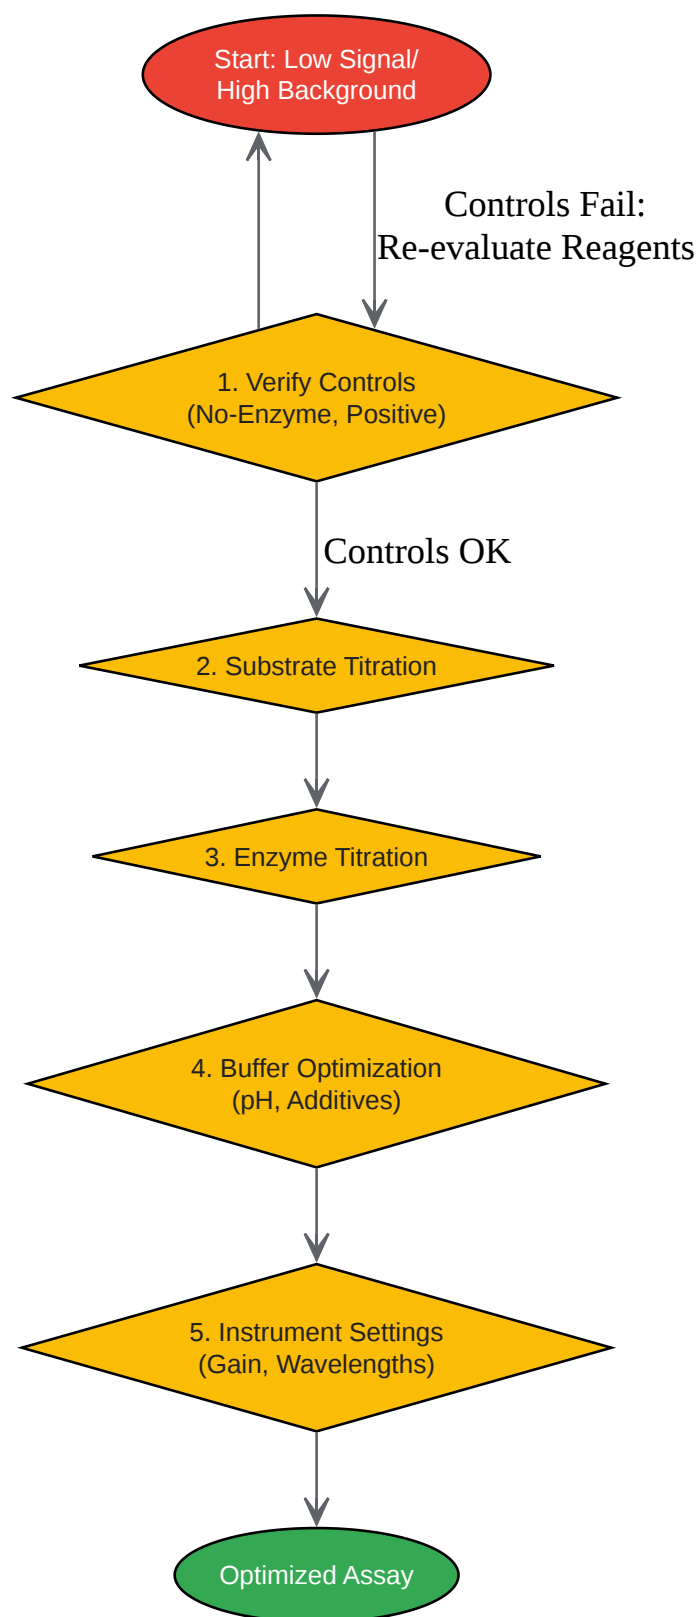 Start: Low Signal/
High Background
Controls Fail:
Re-evaluate Reagents
1. Verify Controls
(No-Enzyme, Positive)
Controls OK
2. Substrate Titration
3. Enzyme Titration
4. Buffer Optimization
(pH, Additives)
5. Instrument Settings
(Gain, Wavelengths)
Optimized Assay